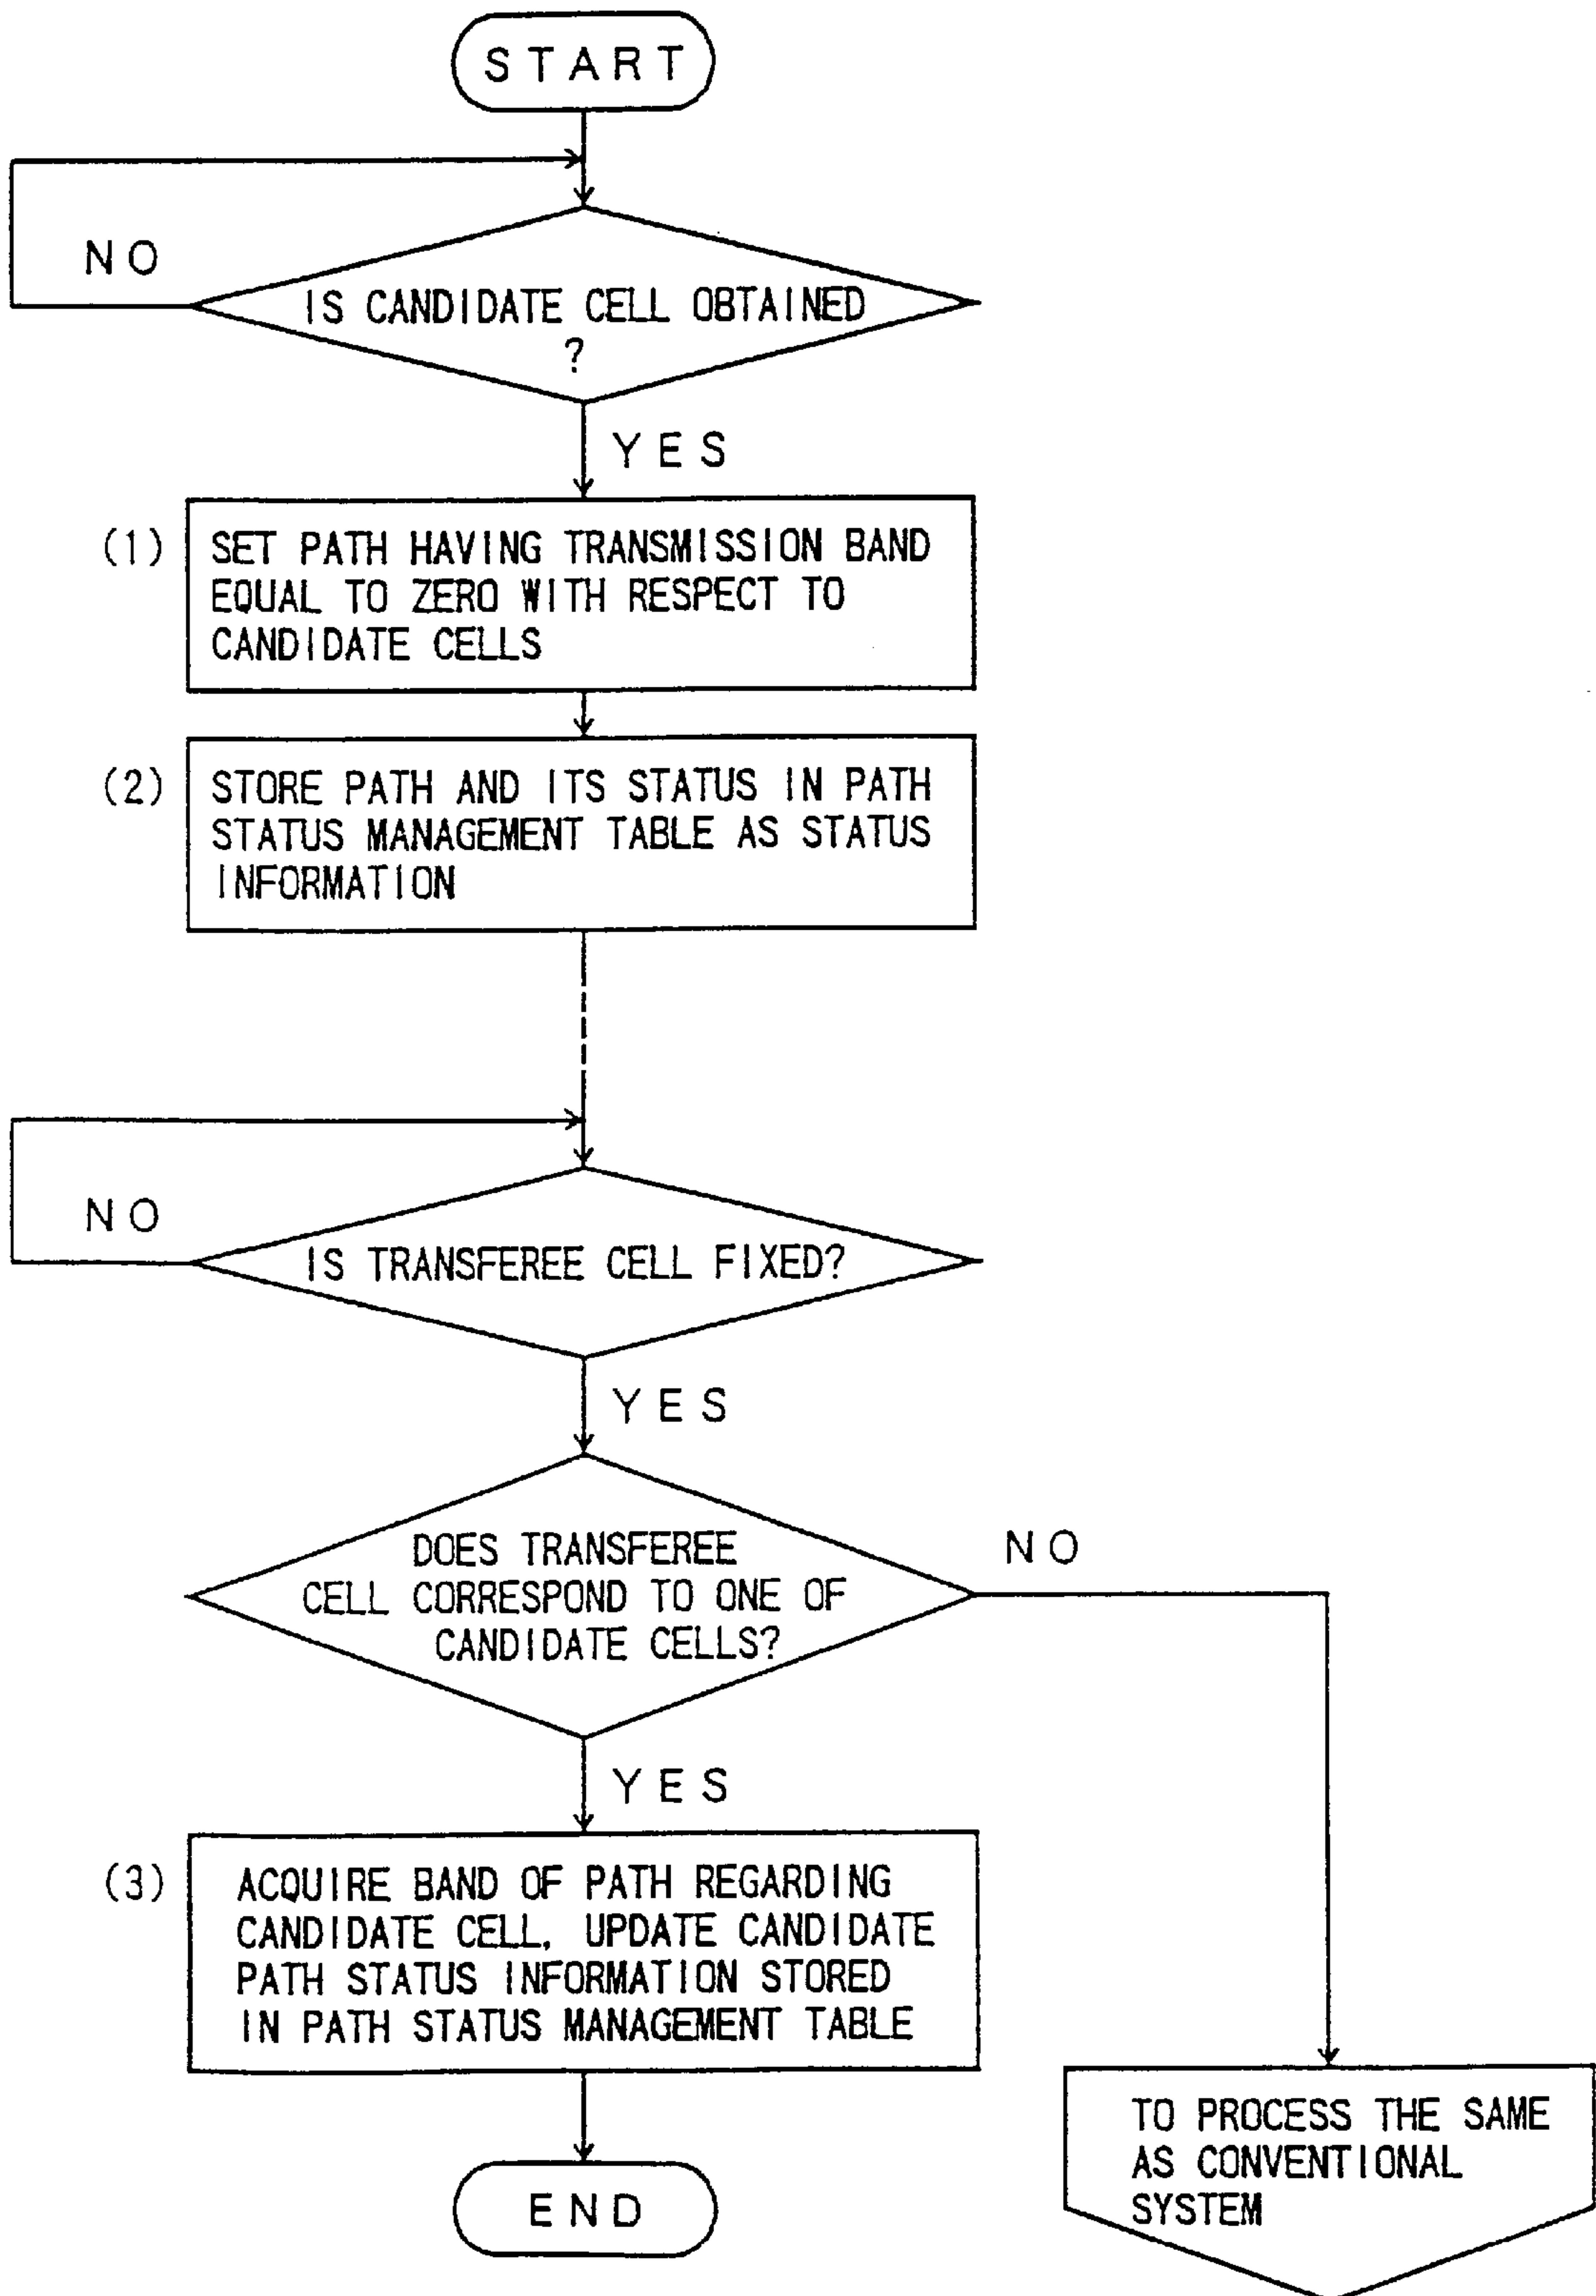 START
NO
IS CANDIDATE CELL OBTAINED
?
YES
(1)
SET PATH HAVING TRANSMISSION BAND
EQUAL TO ZERO WITH RESPECT TO
CANDIDATE CELLS
(2)
STORE PATH AND ITS STATUS IN PATH
STATUS MANAGEMENT TABLE AS STATUS
INFORMATION
NO
IS TRANSFEREE CELL FIXED?
YES
DOES TRANSFEREE
CELL CORRESPOND TO ONE OF
CANDIDATE CELLS?
NO
YES
(3)
ACQUIRE BAND OF PATH REGARDING
CANDIDATE CELL, UPDATE CANDIDATE
PATH STATUS INFORMATION STORED
IN PATH STATUS MANAGEMENT TABLE
END
TO PROCESS THE SAME
AS CONVENTIONAL
SYSTEM